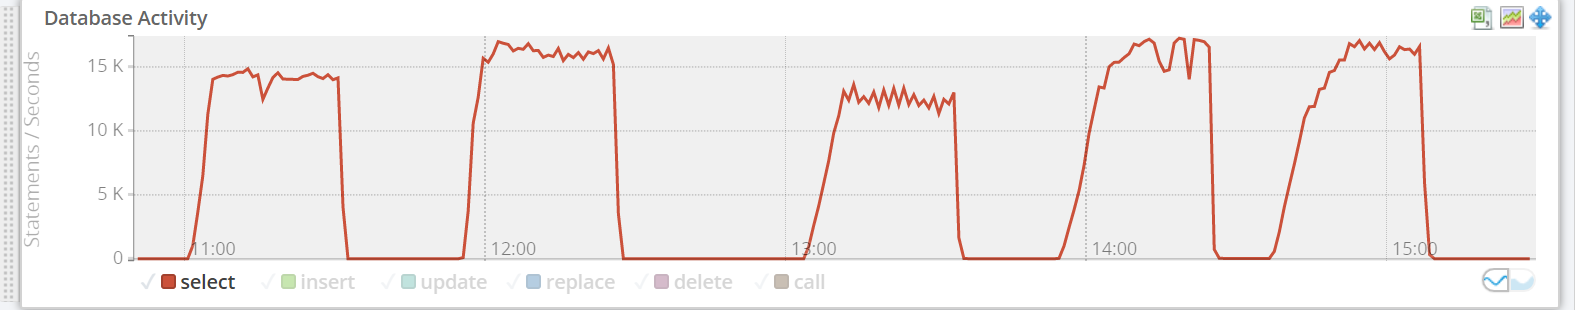 Database Activity
Statements / Seconds
15 K
10 K
5 K
0
11:00 12:00 13:00 14:00 15:00
select insert update replace delete call